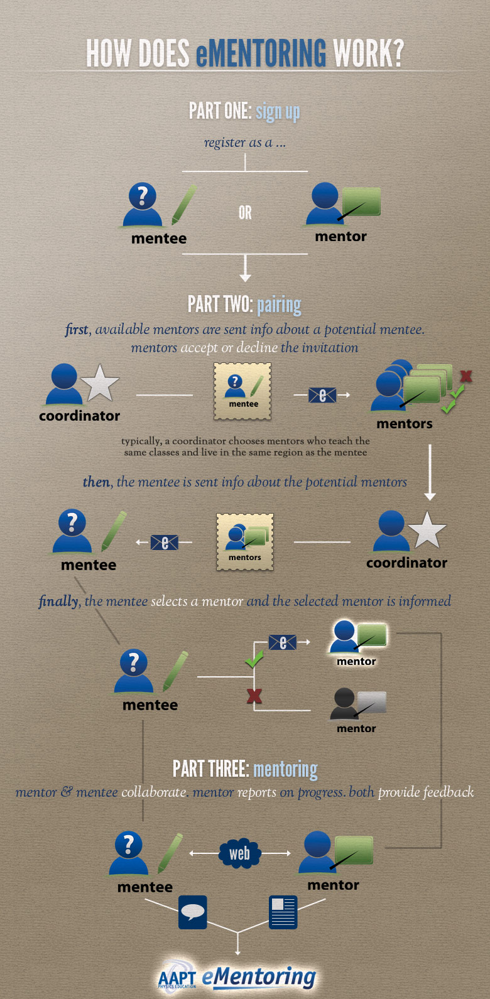 HOW DOES eMENTORING WORK?
PART ONE: sign up
register as a ...
?
OR
mentee
mentor
PART TWO: pairing
first, available mentors are sent info about a potential mentee.
mentors accept or decline the invitation
?
e
mentee
coordinator
mentors
typically, a coordinator chooses mentors who teach the
same classes and live in the same region as the mentee
then, the mentee is sent info about the potential mentors
?
e
mentors
mentee
coordinator
finally, the mentee selects a mentor and the selected mentor is informed
e
?
mentor
mentee
mentor
PART THREE: mentoring
mentor & mentee collaborate. mentor reports on progress. both provide feedback
?
web
mentee
mentor
AAPT eMentoring
PHYSICS EDUCATION